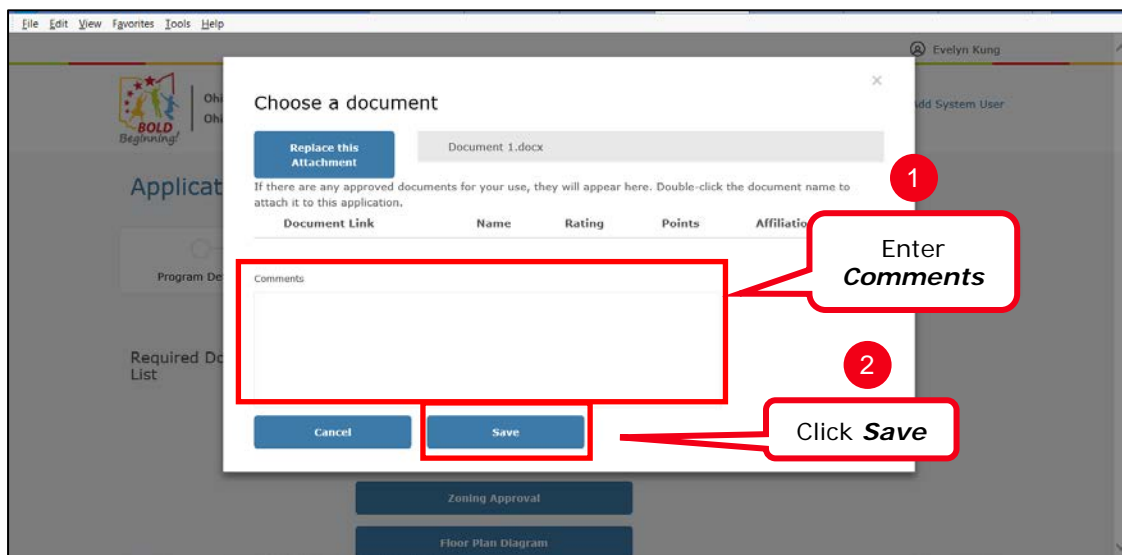 File Edit View Favorites Tools Help
Evelyn Kung
Ohi
Ohi
BOLD
Beginning!
Add System User
Choose a document
×
Replace this
Attachment
Document 1.docx
Applicat
If there are any approved documents for your use, they will appear here. Double-click the document name to
attach it to this application.
1
Document Link Name Rating Points Affiliatio
Enter
Comments
Program De
Comments
Required Do
List
2
Cancel Save
Click Save
Zoning Approval
Floor Plan Diagram